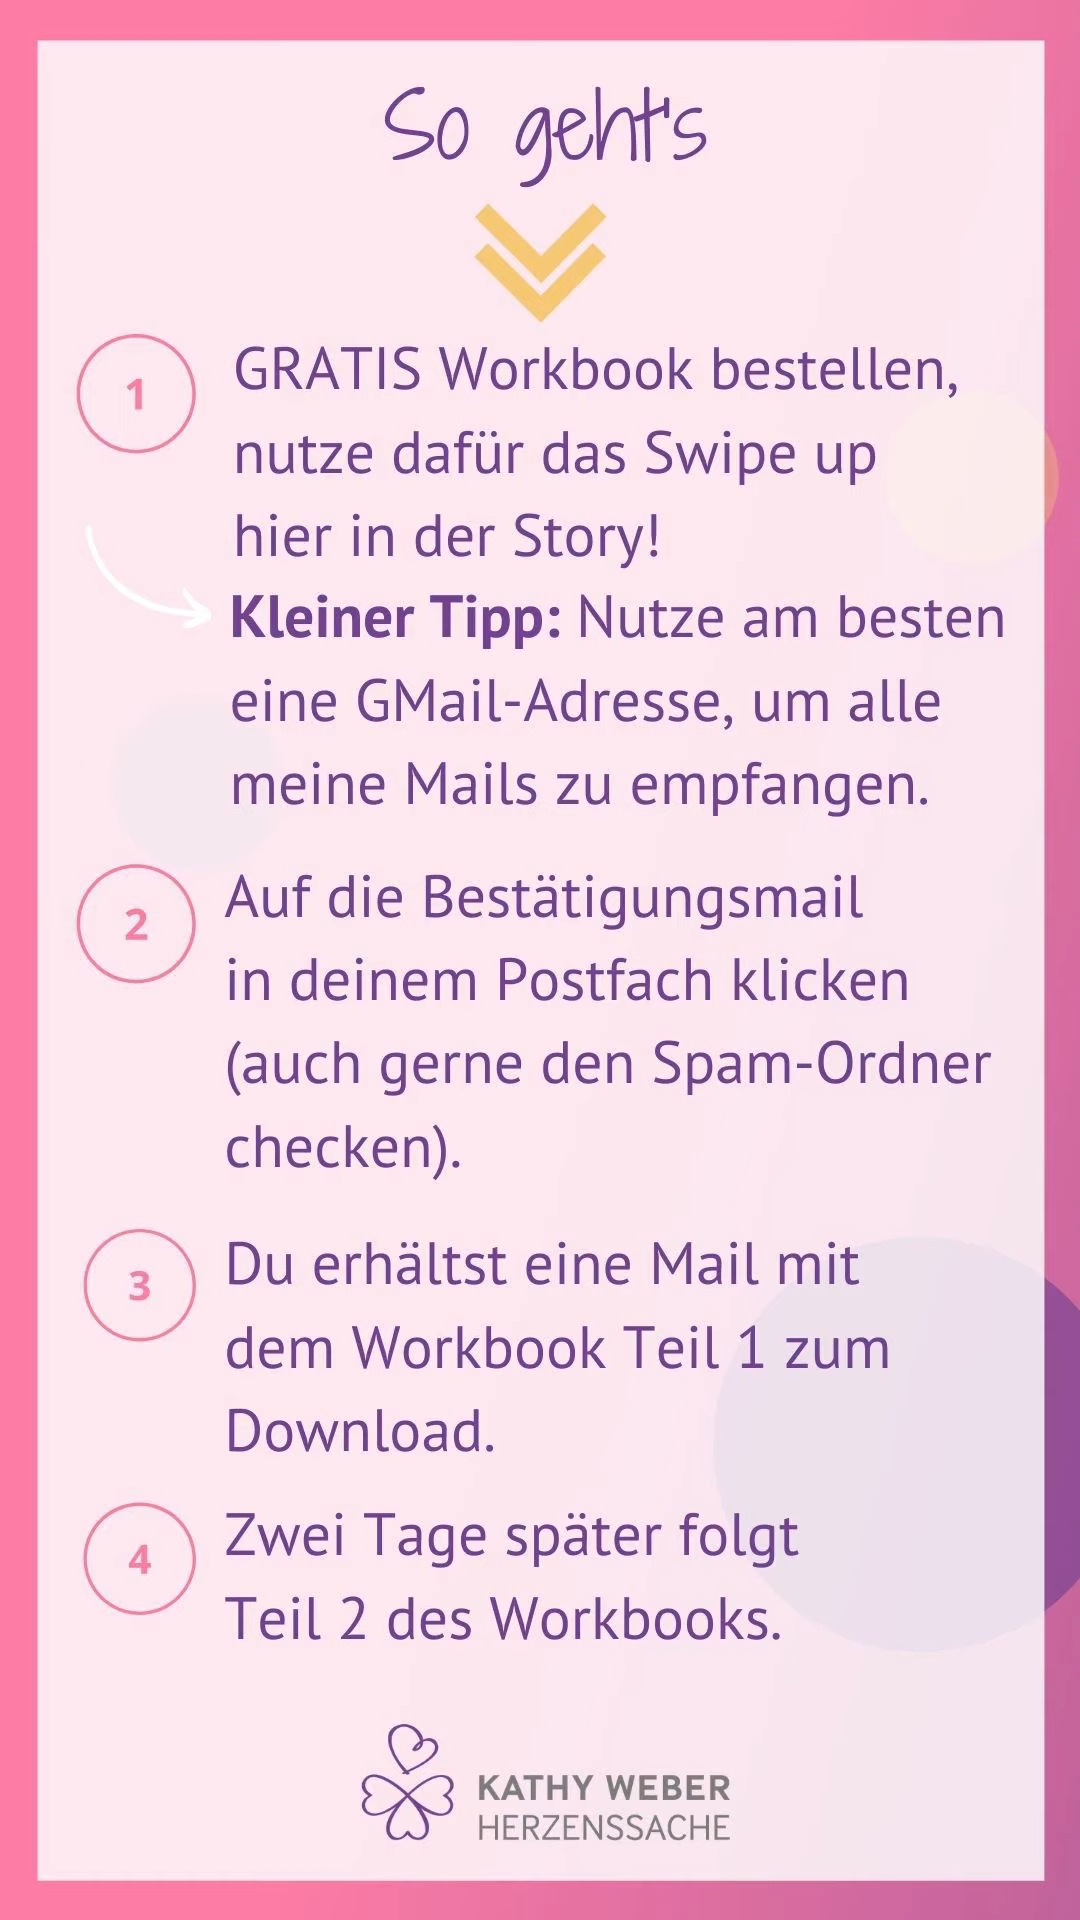 So geht's
1
GRATIS Workbook bestellen,
nutze dafür das Swipe up
hier in der Story!
Kleiner Tipp: Nutze am besten
eine GMail-Adresse, um alle
meine Mails zu empfangen.
2
Auf die Bestätigungsmail
in deinem Postfach klicken
(auch gerne den Spam-Ordner
checken).
3
Du erhältst eine Mail mit
dem Workbook Teil 1 zum
Download.
4
Zwei Tage später folgt
Teil 2 des Workbooks.
KATHY WEBER
HERZENSSACHE